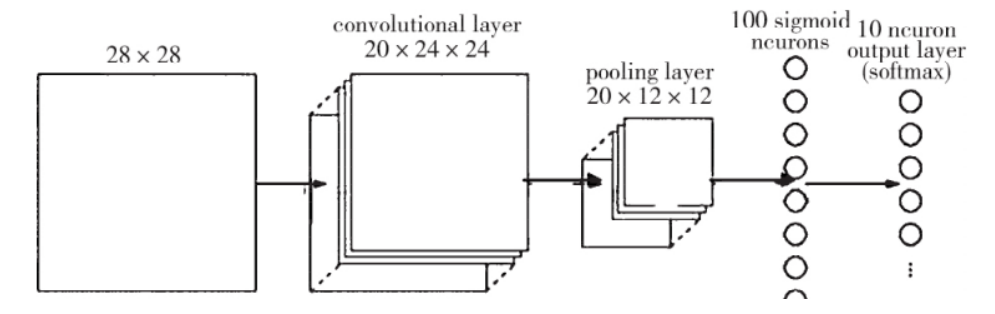 28 × 28
convolutional layer
20 × 24 × 24
pooling layer
20 × 12 × 12
100 sigmoid
ncurons
10 ncuron
output layer
(softmax)